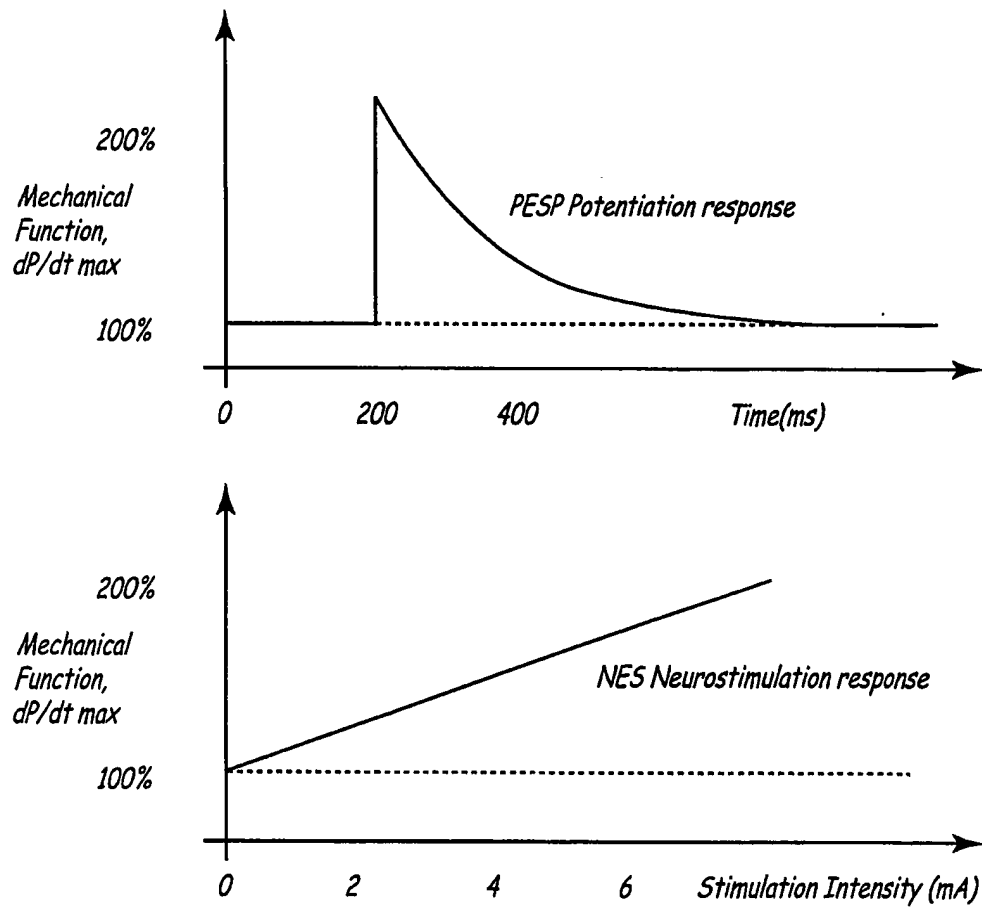 200%
Mechanical
Function,
dP/dt max
PESP Potentiation response
100%
0 200 400 Time(ms)
200%
Mechanical
Function,
dP/dt max
NES Neurostimulation response
100%
0 2 4 6 Stimulation Intensity (mA)